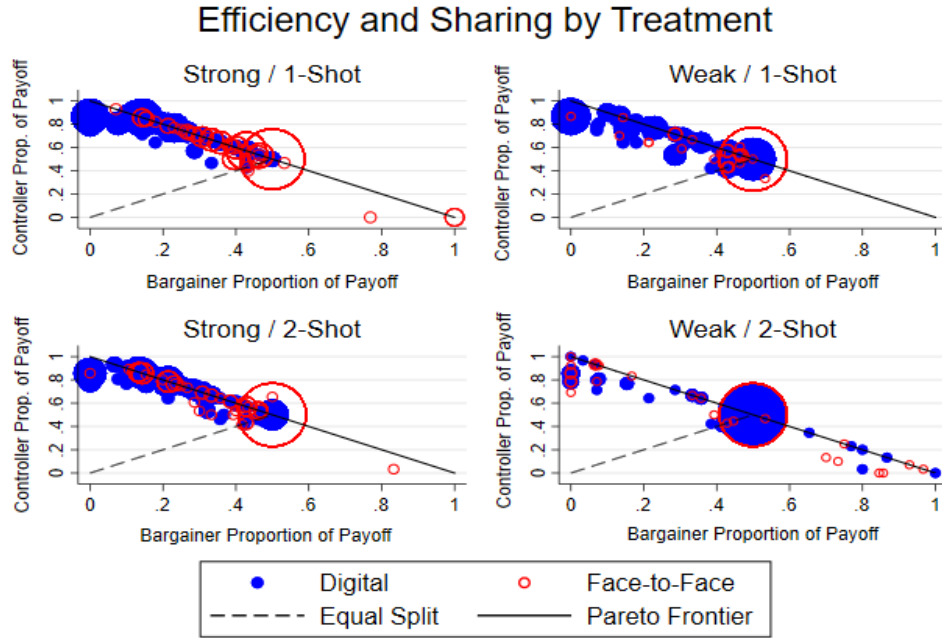 Efficiency and Sharing by Treatment
Strong / 1-Shot
Controller Prop. of Payoff
1
.8
.6
.4
.2
0
0 .2 .4 .6 .8 1
Bargainer Proportion of Payoff
Weak / 1-Shot
Controller Prop. of Payoff
1
.8
.6
.4
.2
0
0 .2 .4 .6 .8 1
Bargainer Proportion of Payoff
Strong / 2-Shot
Controller Prop. of Payoff
1
.8
.6
.4
.2
0
0 .2 .4 .6 .8 1
Bargainer Proportion of Payoff
Weak / 2-Shot
Controller Prop. of Payoff
1
.8
.6
.4
.2
0
0 .2 .4 .6 .8 1
Bargainer Proportion of Payoff
Digital Face-to-Face
Equal Split Pareto Frontier